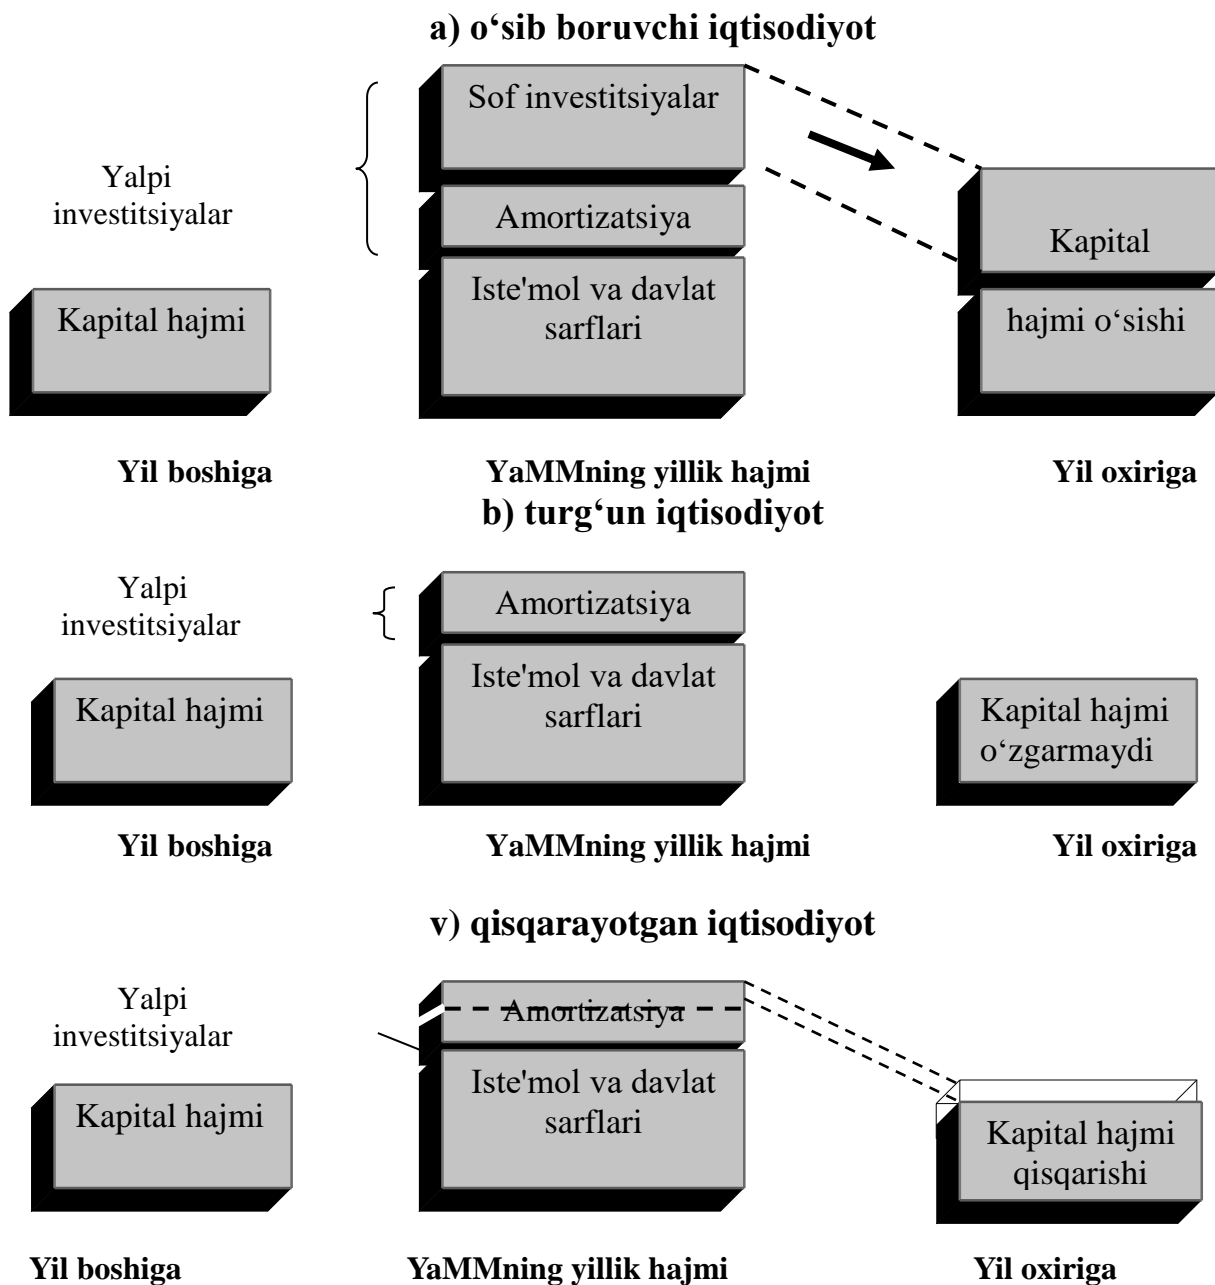 a) o‘sib boruvchi iqtisodiyot
Sof investitsiyalar
Yalpi
investitsiyalar
Amortizatsiya
Kapital
Kapital hajmi
Iste'mol va davlat
sarflari
hajmi o‘sishi
Yil boshiga
YaMMning yillik hajmi
Yil oxiriga
b) turg‘un iqtisodiyot
Yalpi
investitsiyalar
Amortizatsiya
Kapital hajmi
Iste'mol va davlat
sarflari
Kapital hajmi
o‘zgarmaydi
Yil boshiga
YaMMning yillik hajmi
Yil oxiriga
v) qisqarayotgan iqtisodiyot
Yalpi
investitsiyalar
Amortizatsiya
Kapital hajmi
Iste'mol va davlat
sarflari
Kapital hajmi
qisqarishi
Yil boshiga
YaMMning yillik hajmi
Yil oxiriga